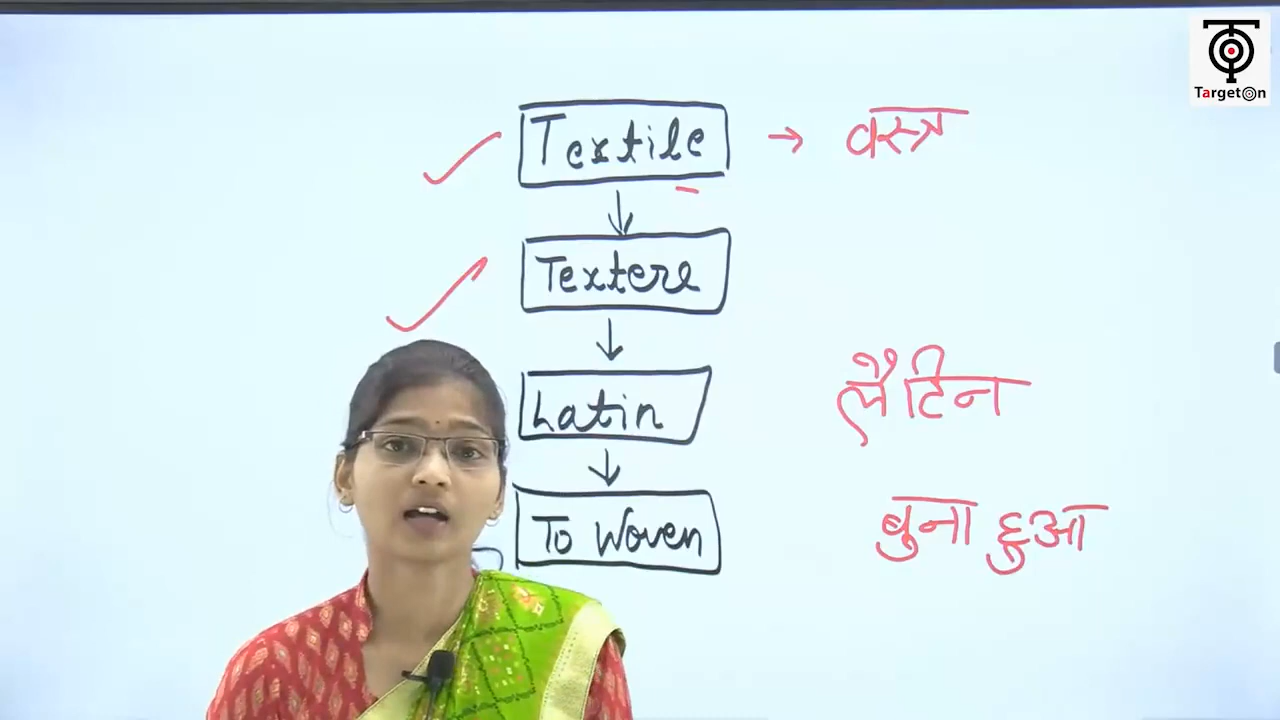 TargetOn
Textile → वस्त्र
Textere
Latin लैटिन
To Woven बुना हुआ